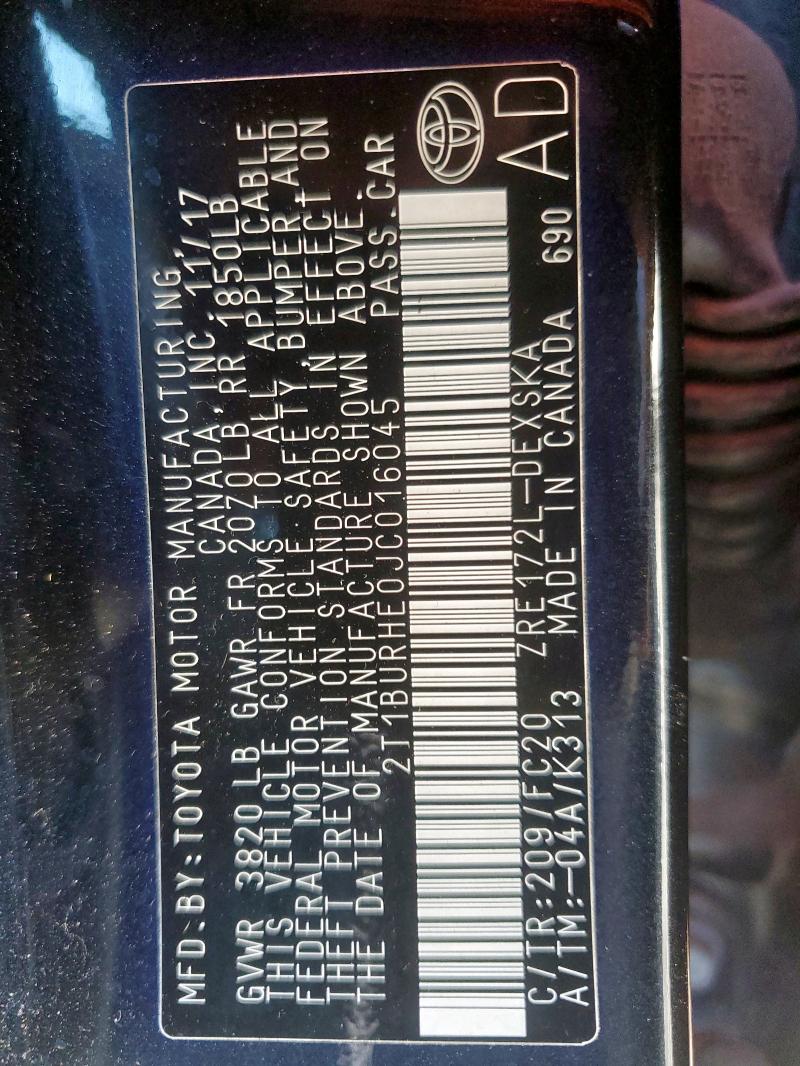 MFD.BY:TOYOTA MOTOR MANUFACTURING,
CANADA,INC. 11/17
GVWR 3820LB GAWR FR 2070LB,RR 1850LB
THIS VEHICLE CONFORMS TO ALL APPLICABLE
FEDERAL MOTOR VEHICLE SAFETY,BUMPER,AND
THEFT PREVENTION STANDARDS IN EFFECT ON
THE DATE OF MANUFACTURE SHOWN ABOVE.
2T1BURHE0JC016045 PASS.CAR
C/TR:209/FC20 ZRE172L-DEXSKA
A/TM:-04A/K313 MADE IN CANADA 690
AD